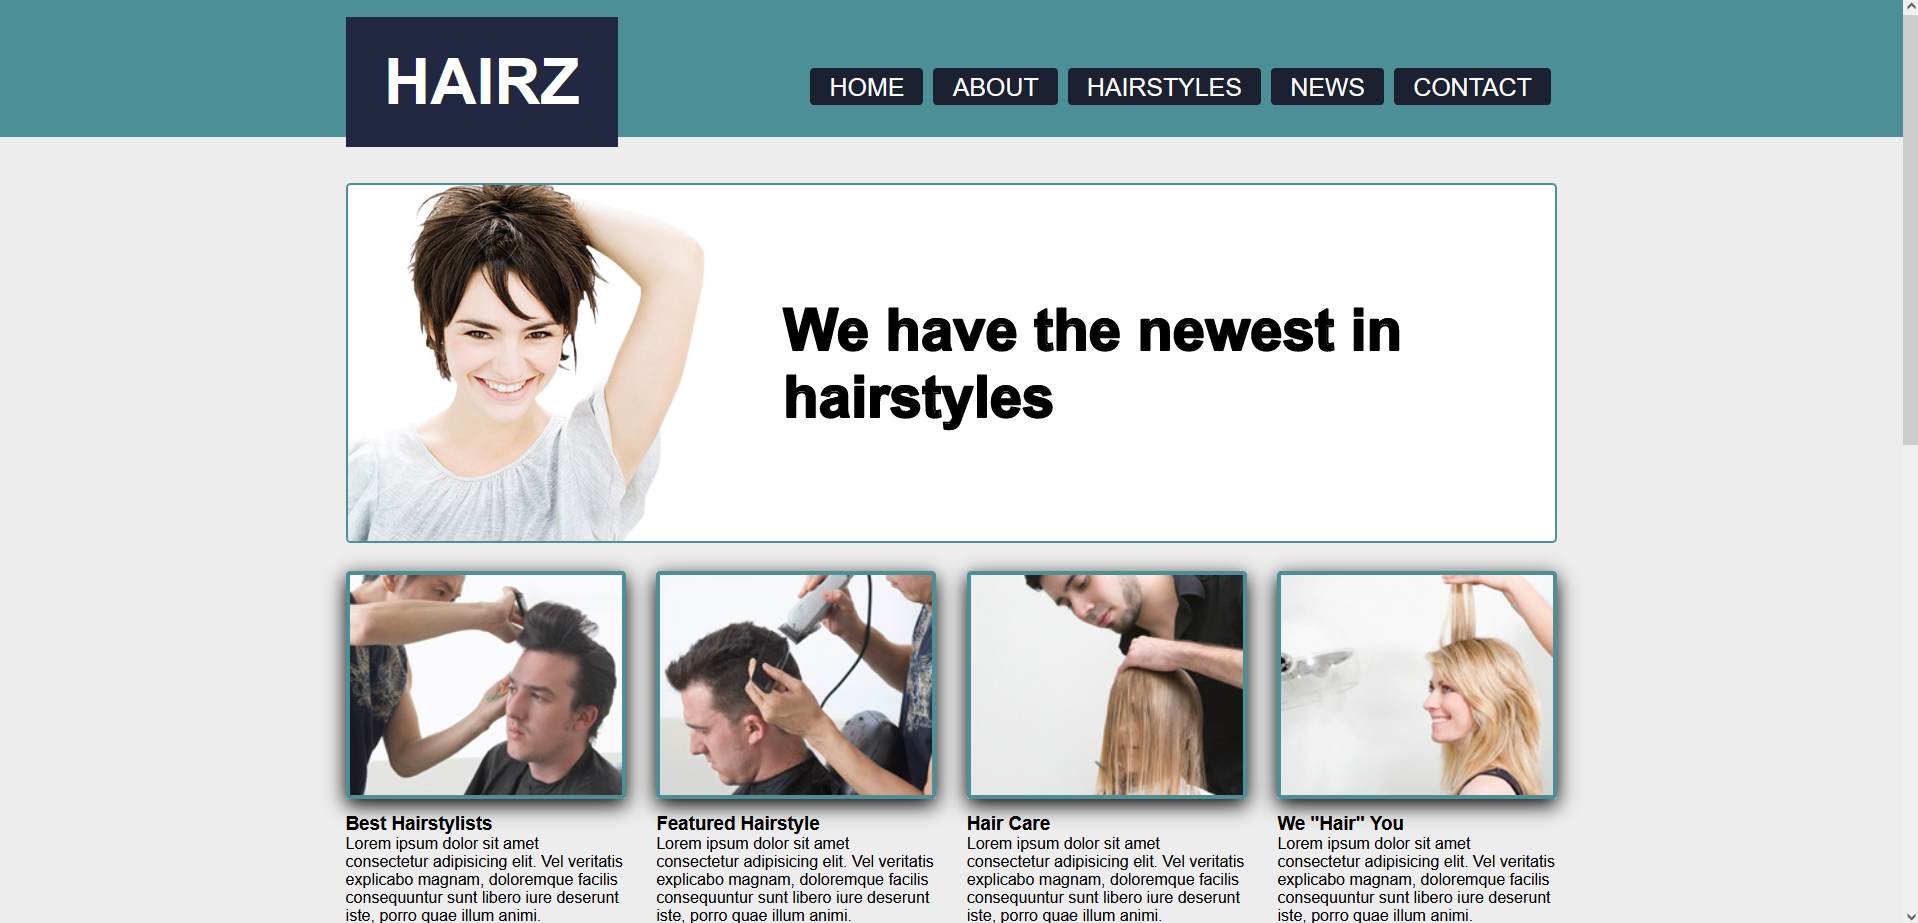 HAIRZ
HOME ABOUT HAIRSTYLES NEWS CONTACT
We have the newest in
hairstyles
Best Hairstylists
Lorem ipsum dolor sit amet
consectetur adipisicing elit. Vel veritatis
explicabo magnam, doloremque facilis
consequuntur sunt libero iure deserunt
iste, porro quae illum animi.
Featured Hairstyle
Lorem ipsum dolor sit amet
consectetur adipisicing elit. Vel veritatis
explicabo magnam, doloremque facilis
consequuntur sunt libero iure deserunt
iste, porro quae illum animi.
Hair Care
Lorem ipsum dolor sit amet
consectetur adipisicing elit. Vel veritatis
explicabo magnam, doloremque facilis
consequuntur sunt libero iure deserunt
iste, porro quae illum animi.
We "Hair" You
Lorem ipsum dolor sit amet
consectetur adipisicing elit. Vel veritatis
explicabo magnam, doloremque facilis
consequuntur sunt libero iure deserunt
iste, porro quae illum animi.